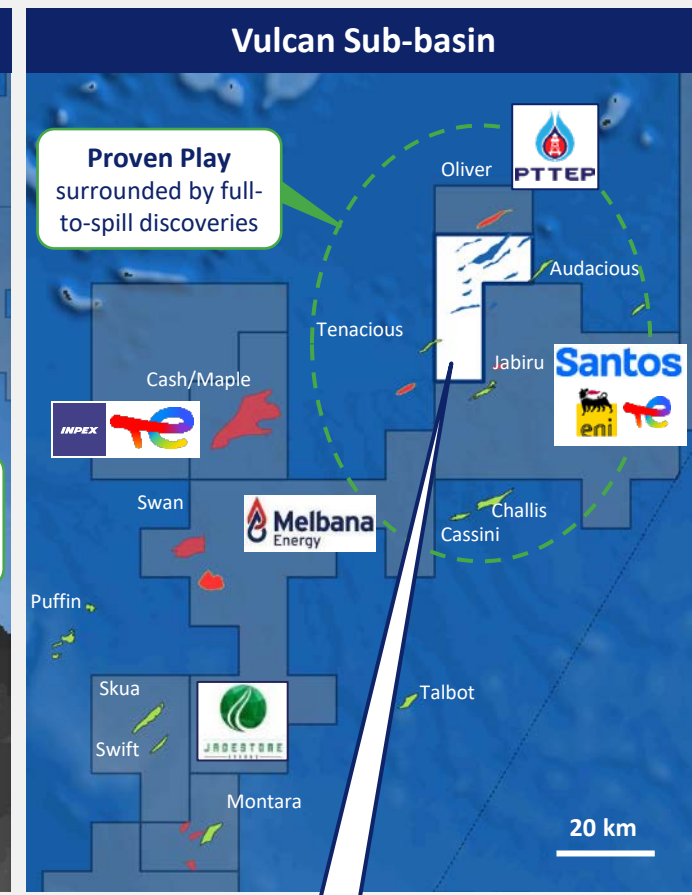 Vulcan Sub-basin
Proven Play
surrounded by full-
to-spill discoveries
PTTEP
Oliver
Audacious
Tenacious
Jabiru
Santos
eni
Cash/Maple
INPEX
Swan
Melbana
Energy
Challis
Cassini
Puffin
Skua
Talbot
JADESTONE
Swift
Montara
20 km